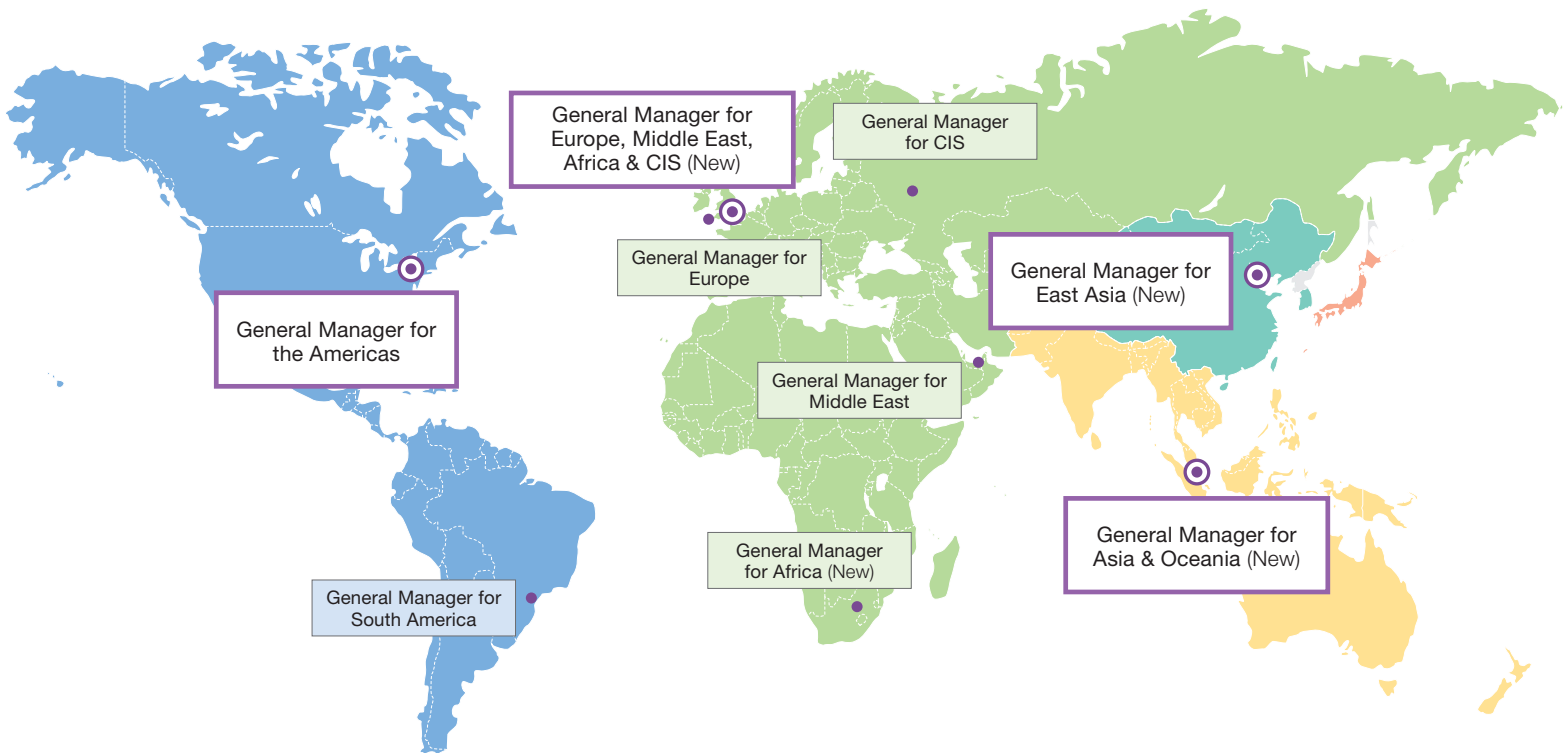 General Manager for
Europe, Middle East,
Africa & CIS (New)
General Manager
for CIS
General Manager for
Europe
General Manager for
East Asia (New)
General Manager for
the Americas
General Manager for
Middle East
General Manager for
Asia & Oceania (New)
General Manager
for Africa (New)
General Manager for
South America